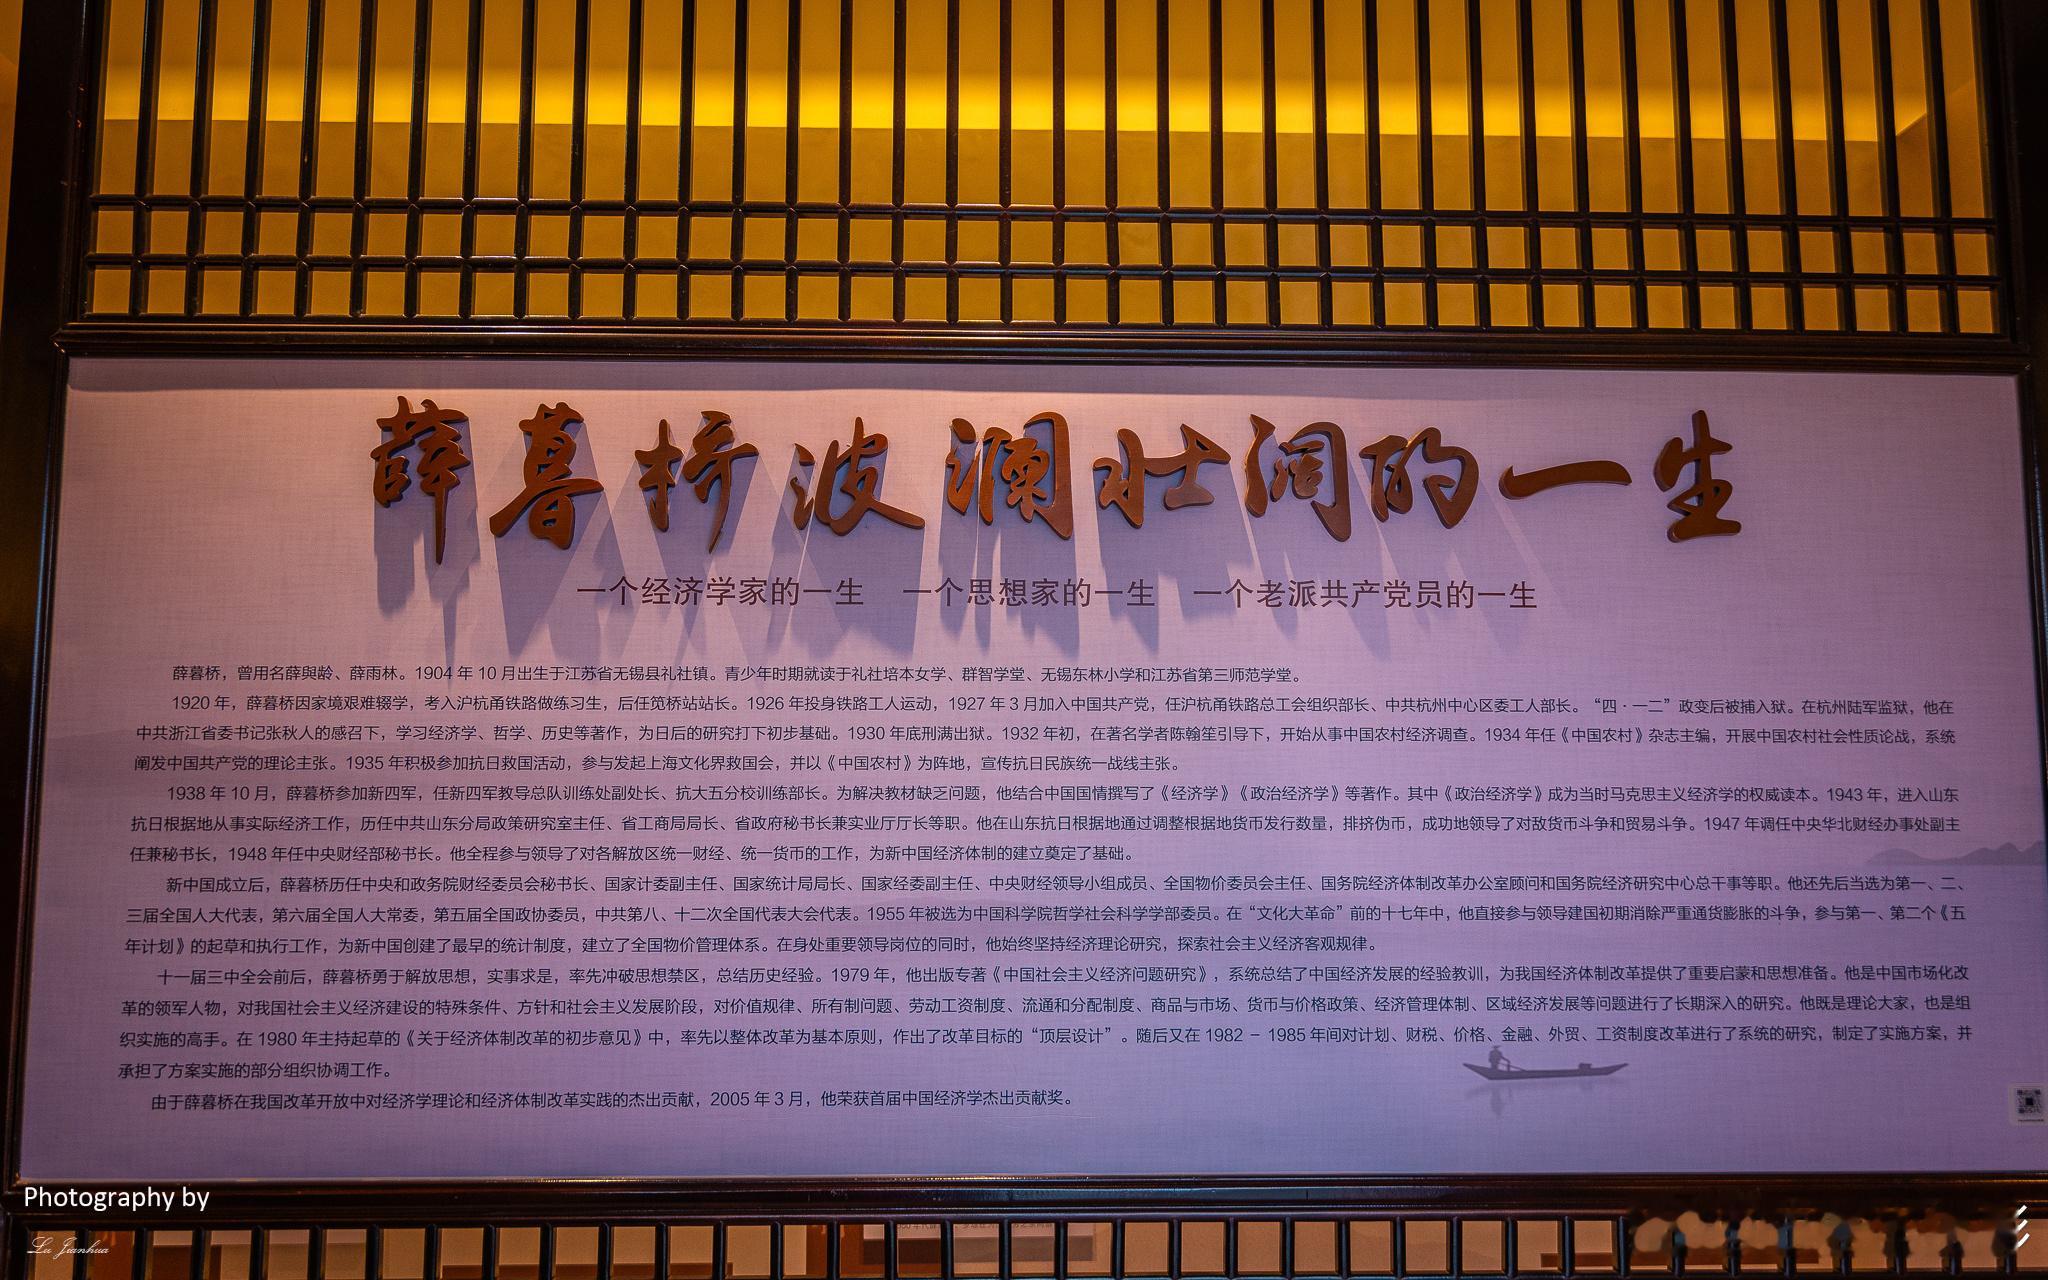 薛暮桥波澜壮阔的一生
一个经济学家的一生　一个思想家的一生　一个老派共产党员的一生
薛暮桥，曾用名薛與龄、薛雨林。1904 年 10 月出生于江苏省无锡县礼社镇。青少年时期就读于礼社培本女学、群智学堂、无锡东林小学和江苏省第三师范学堂。
1920 年，薛暮桥因家境艰难辍学，考入沪杭甬铁路做练习生，后任笕桥站站长。1926 年投身铁路工人运动，1927 年 3 月加入中国共产党，任沪杭甬铁路总工会组织部长、中共杭州中心区委工人部长。“四·一二”政变后被捕入狱。在杭州陆军监狱，他在
中共浙江省委书记张秋人的感召下，学习经济学、哲学、历史等著作，为日后的研究打下初步基础。1930 年底刑满出狱。1932 年初，在著名学者陈翰笙引导下，开始从事中国农村经济调查。1934 年任《中国农村》杂志主编，开展中国农村社会性质论战，系统
阐发中国共产党的理论主张。1935 年积极参加抗日救国活动，参与发起上海文化界救国会，并以《中国农村》为阵地，宣传抗日民族统一战线主张。
1938 年 10 月，薛暮桥参加新四军，任新四军教导总队训练处副处长、抗大五分校训练部长。为解决教材缺乏问题，他结合中国国情撰写了《经济学》《政治经济学》等著作。其中《政治经济学》成为当时马克思主义经济学的权威读本。1943 年，进入山东
抗日根据地从事实际经济工作，历任中共山东分局政策研究室主任、省工商局局长、省政府秘书长兼实业厅厅长等职。他在山东抗日根据地通过调整根据地货币发行数量，排挤伪币，成功地领导了对敌货币斗争和贸易斗争。1947 年调任中央华北财经办事处副主
任兼秘书长，1948 年任中央财经部秘书长。他全程参与领导了对各解放区统一财经、统一货币的工作，为新中国经济体制的建立奠定了基础。
新中国成立后，薛暮桥历任中央和政务院财经委员会秘书长、国家计委副主任、国家统计局局长、国家经委副主任、中央财经领导小组成员、全国物价委员会主任、国务院经济体制改革办公室顾问和国务院经济研究中心总干事等职。他还先后当选为第一、二、
三届全国人大代表，第六届全国人大常委，第五届全国政协委员，中共第八、十二次全国代表大会代表。1955 年被选为中国科学院哲学社会科学学部委员。在“文化大革命”前的十七年中，他直接参与领导建国初期消除严重通货膨胀的斗争，参与第一、第二个《五
年计划》的起草和执行工作，为新中国创建了最早的统计制度，建立了全国物价管理体系。在身处重要领导岗位的同时，他始终坚持经济理论研究，探索社会主义经济客观规律。
十一届三中全会前后，薛暮桥勇于解放思想，实事求是，率先冲破思想禁区，总结历史经验。1979 年，他出版专著《中国社会主义经济问题研究》，系统总结了中国经济发展的经验教训，为我国经济体制改革提供了重要启蒙和思想准备。他是中国市场化改
革的领军人物，对我国社会主义经济建设的特殊条件、方针和社会主义发展阶段，对价值规律、所有制问题、劳动工资制度、流通和分配制度、商品与市场、货币与价格政策、经济管理体制、区域经济发展等问题进行了长期深入的研究。他既是理论大家，也是组
织实施的高手。在 1980 年主持起草的《关于经济体制改革的初步意见》中，率先以整体改革为基本原则，作出了改革目标的“顶层设计”。随后又在 1982 － 1985 年间对计划、财税、价格、金融、外贸、工资制度改革进行了系统的研究，制定了实施方案，并
承担了方案实施的部分组织协调工作。
由于薛暮桥在我国改革开放中对经济学理论和经济体制改革实践的杰出贡献，2005 年 3 月，他荣获首届中国经济学杰出贡献奖。
Photography by
Lu Jianhua